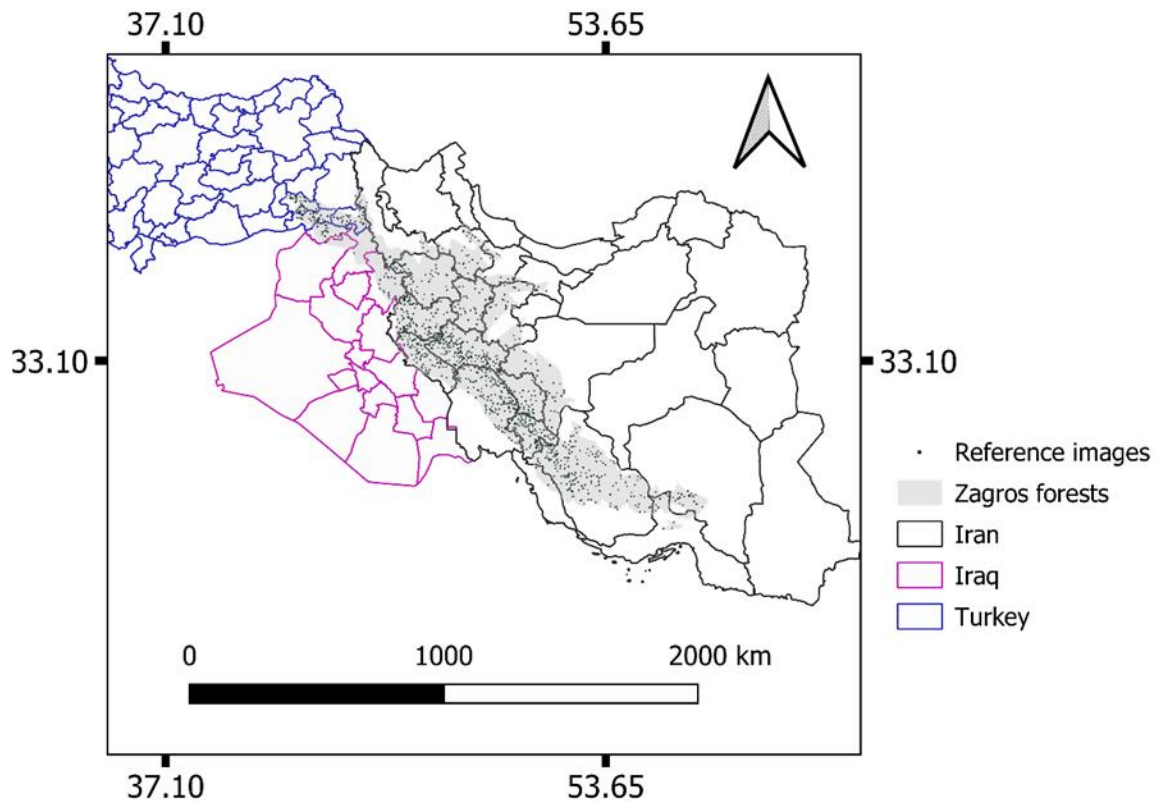 37.10 53.65
33.10 33.10
Reference images
Zagros forests
Iran
Iraq
Turkey
0 1000 2000 km
37.10 53.65